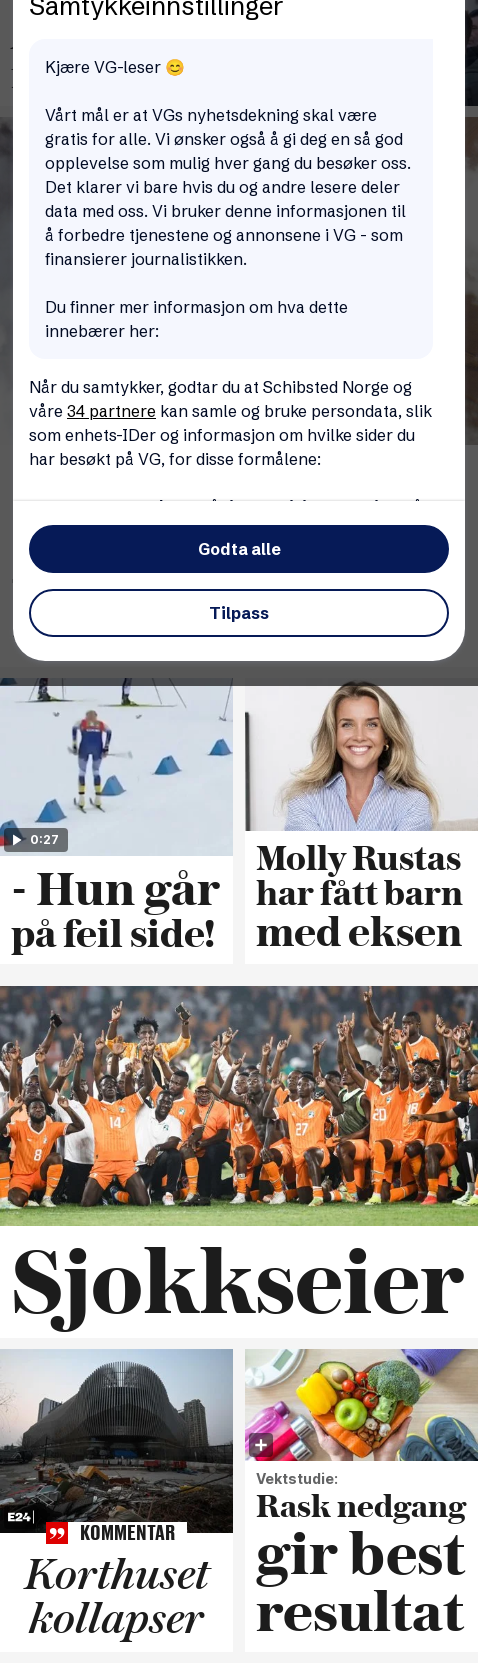 Samtykkeinnstillinger
Kjære VG-leser 😊
Vårt mål er at VGs nyhetsdekning skal være
gratis for alle. Vi ønsker også å gi deg en så god
opplevelse som mulig hver gang du besøker oss.
Det klarer vi bare hvis du og andre lesere deler
data med oss. Vi bruker denne informasjonen til
å forbedre tjenestene og annonsene i VG - som
finansierer journalistikken.
Du finner mer informasjon om hva dette
innebærer her:
Når du samtykker, godtar du at Schibsted Norge og
våre 34 partnere kan samle og bruke persondata, slik
som enhets-IDer og informasjon om hvilke sider du
har besøkt på VG, for disse formålene:
Godta alle
Tilpass
0:27
- Hun går
på feil side!
Molly Rustas
har fått barn
med eksen
8
14
27
20
18
Sjokkseier
E24
KOMMENTAR
Korthuset
kollapser
Vektstudie:
Rask nedgang
gir best
resultat